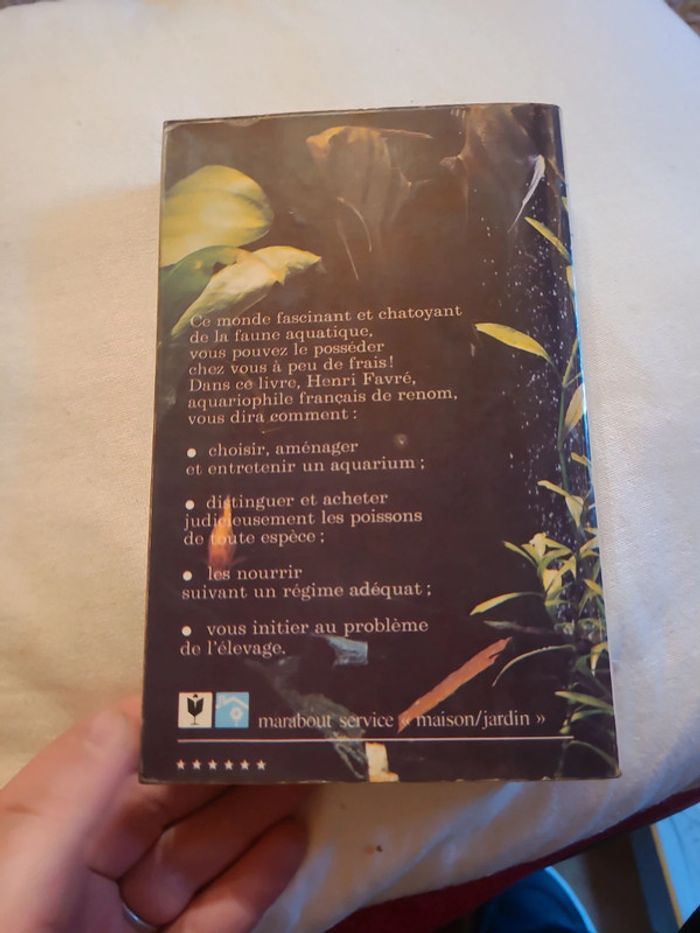 Ce monde fascinant et chatoyant
de la faune aquatique,
vous pouvez le posséder
chez vous à peu de frais!
Dans ce livre, Henri Favré,
aquariophile français de renom,
vous dira comment :
● choisir, aménager
et entretenir un aquarium ;
● distinguer et acheter
judicieusement les poissons
de toute espèce ;
● les nourrir
suivant un régime adéquat ;
● vous initier au problème
de l'élevage.
marabout service « maison/jardin »
★★★★★★